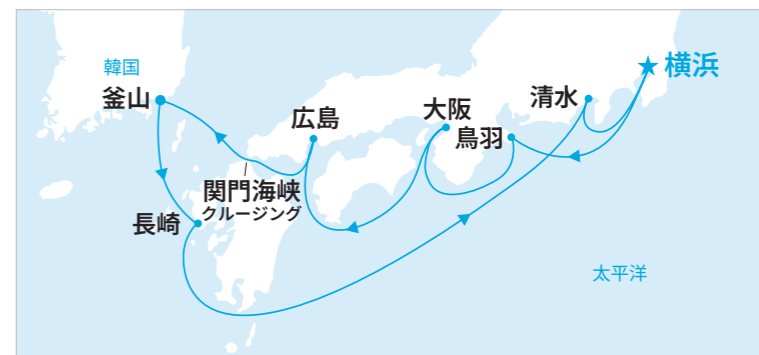 韓国
釜山
広島
大阪
鳥羽
清水
★横浜
関門海峡
クルージング
長崎
太平洋